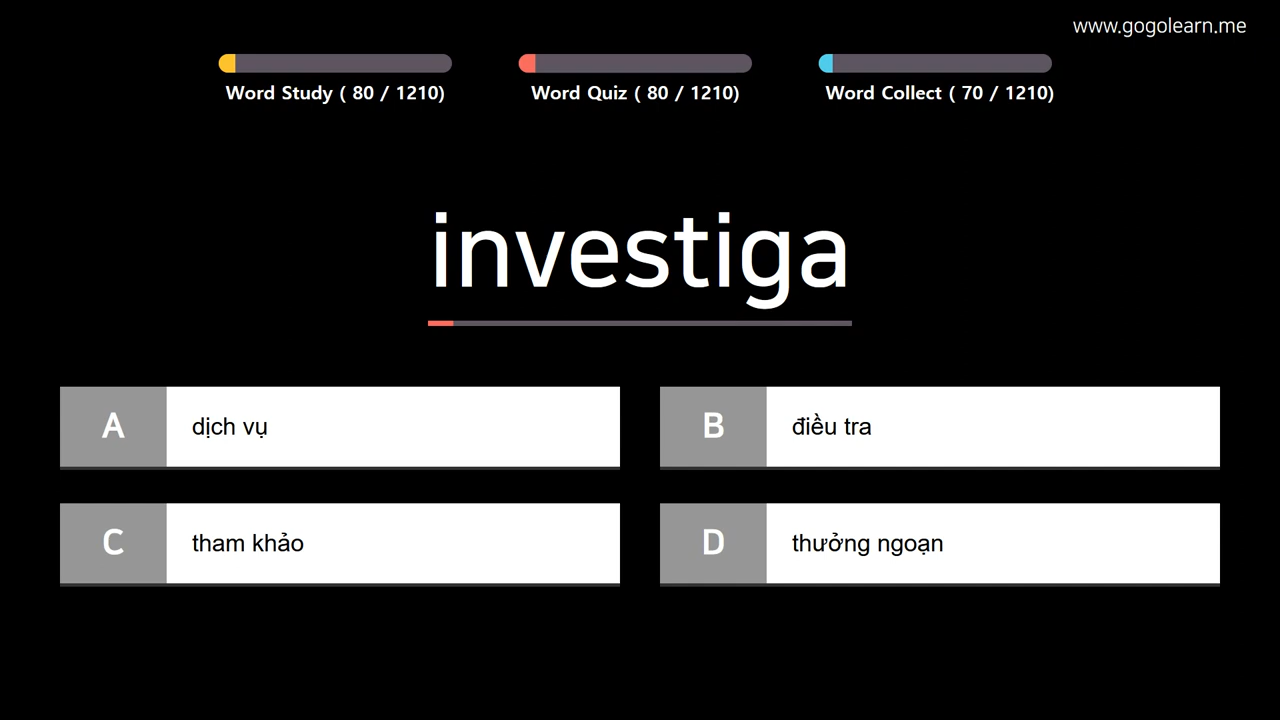 www.gogolearn.me
Word Study ( 80 / 1210)
Word Quiz ( 80 / 1210)
Word Collect ( 70 / 1210)
investiga
A dịch vụ
B điều tra
C tham khảo
D thưởng ngoạn